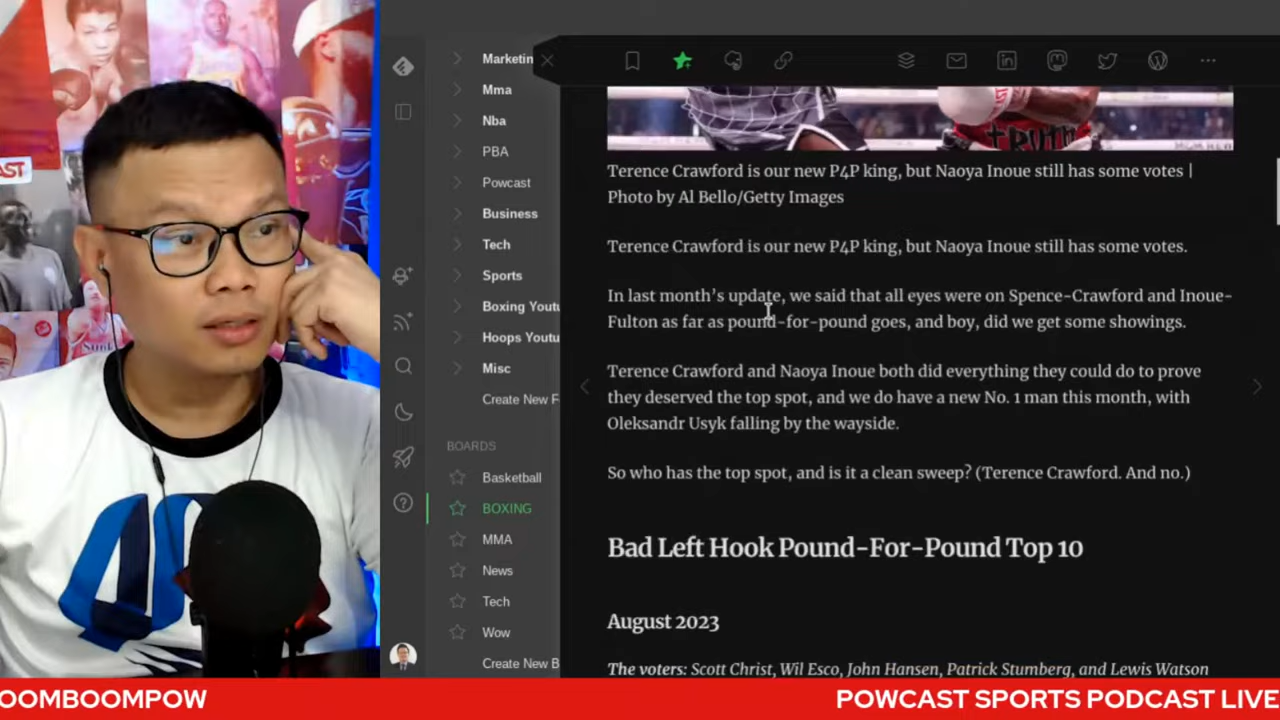 AST
Marketin
Mma
Nba
PBA
Powcast
Business
Tech
Sports
Boxing Youtu
Hoops Youtu
Misc
Create New F
BOARDS
Basketball
BOXING
MMA
News
Tech
Wow
Create New B
TRUTH
Terence Crawford is our new P4P king, but Naoya Inoue still has some votes |
Photo by Al Bello/Getty Images
Terence Crawford is our new P4P king, but Naoya Inoue still has some votes.
In last month’s update, we said that all eyes were on Spence-Crawford and Inoue-
Fulton as far as pound-for-pound goes, and boy, did we get some showings.
Terence Crawford and Naoya Inoue both did everything they could do to prove
they deserved the top spot, and we do have a new No. 1 man this month, with
Oleksandr Usyk falling by the wayside.
So who has the top spot, and is it a clean sweep? (Terence Crawford. And no.)
Bad Left Hook Pound-For-Pound Top 10
August 2023
The voters: Scott Christ, Wil Esco, John Hansen, Patrick Stumberg, and Lewis Watson
OOMBOOMPOW
POWCAST SPORTS PODCAST LIVE